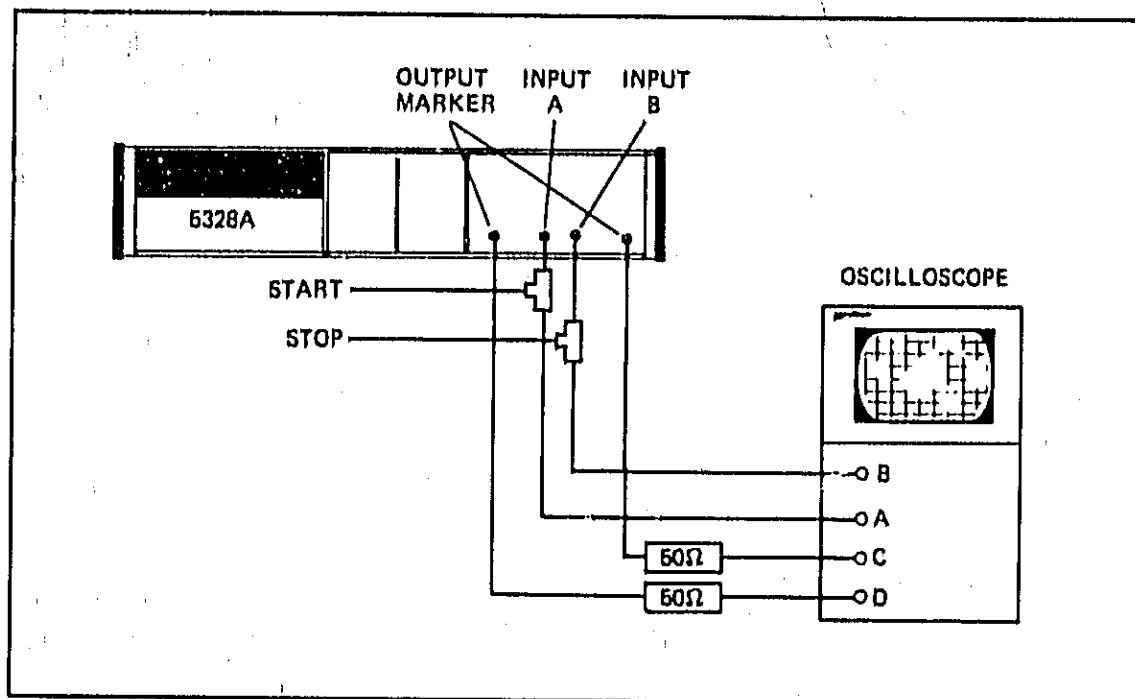 OUTPUT MARKER
INPUT A
INPUT B
5328A
START
STOP
OSCILLOSCOPE
B
A
50Ω
C
50Ω
D